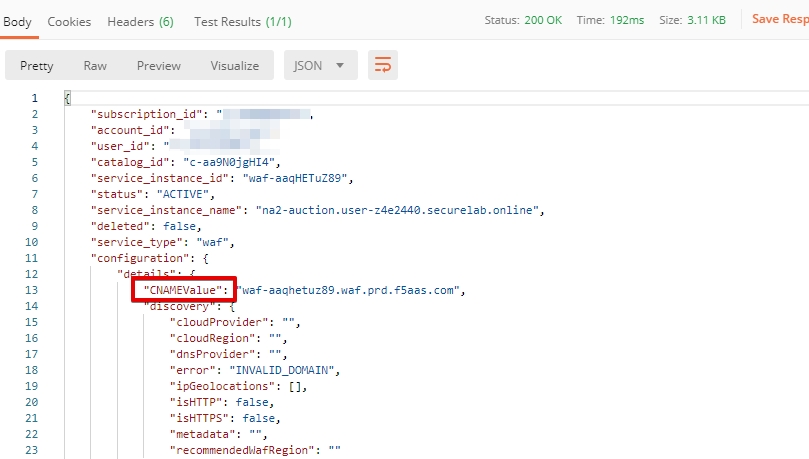 Body Cookies Headers (6) Test Results (1/1) Status: 200 OK Time: 192ms Size: 3.11 KB Save Resp
Pretty Raw Preview Visualize JSON
1 {
2 "subscription_id": " ,
3 "account_id":
4 "user_id": "
5 "catalog_id": "c-aa9N0jgHI4",
6 "service_instance_id": "waf-aaqHETuZ89",
7 "status": "ACTIVE",
8 "service_instance_name": "na2-auction.user-z4e2440.securelab.online",
9 "deleted": false,
10 "service_type": "waf",
11 "configuration": {
12 "details": {
13 "CNAMEValue": "waf-aaqhetuz89.waf.prd.f5aas.com",
14 "discovery": {
15 "cloudProvider": "",
16 "cloudRegion": "",
17 "dnsProvider": "",
18 "error": "INVALID_DOMAIN",
19 "ipGeolocations": [],
20 "isHTTP": false,
21 "isHTTPS": false,
22 "metadata": "",
23 "recommendedWafRegion": ""